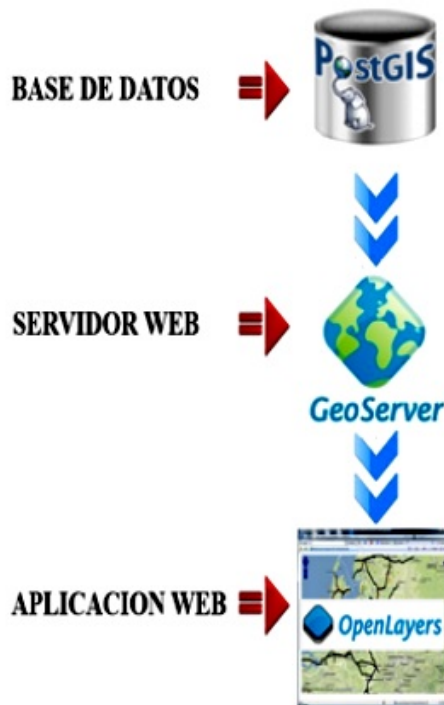 BASE DE DATOS
PostGIS
SERVIDOR WEB
GeoServer
APLICACION WEB
OpenLayers